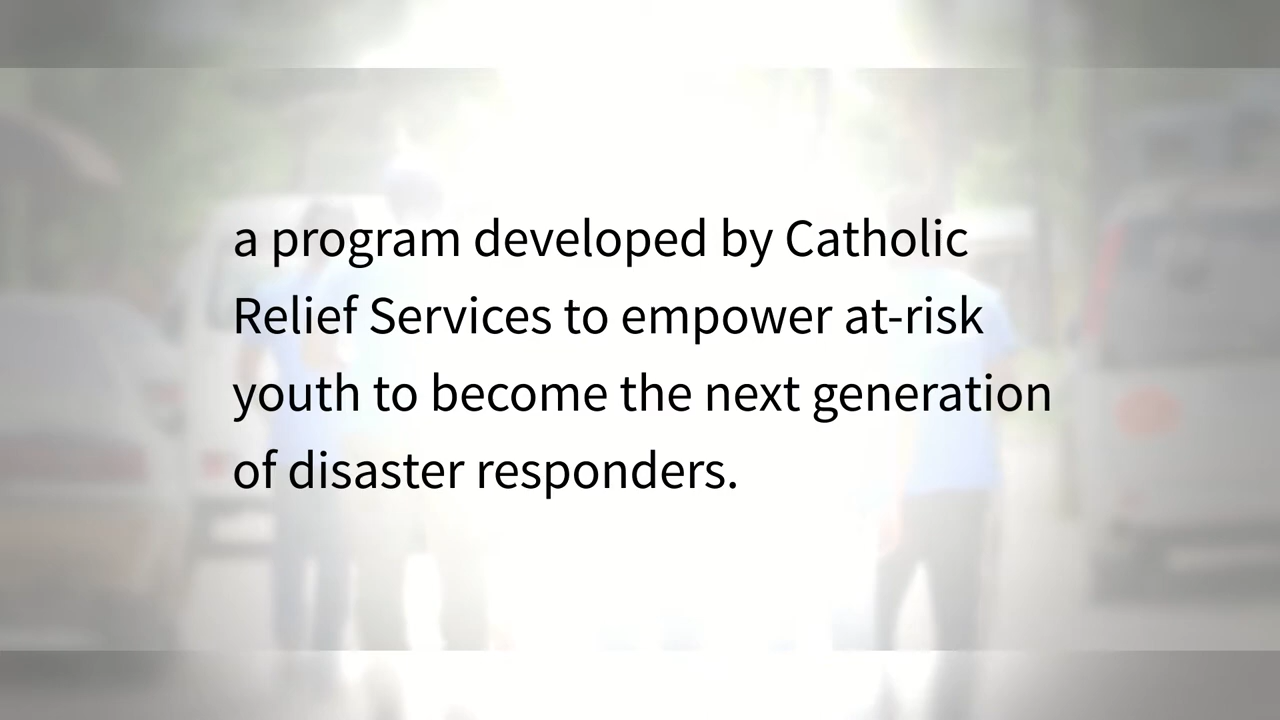 a program developed by Catholic
Relief Services to empower at-risk
youth to become the next generation
of disaster responders.